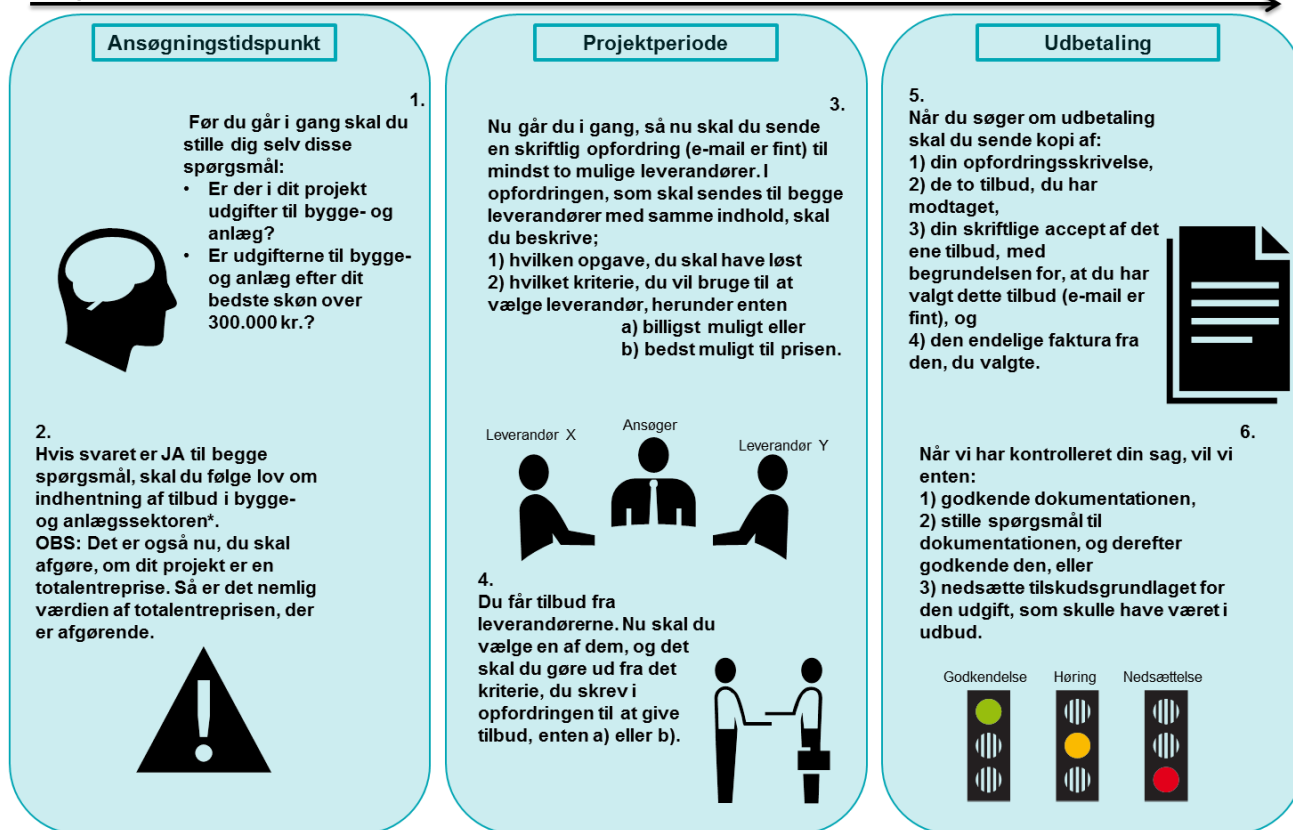 Ansøgningstidspunkt
1.
Før du går i gang skal du
stille dig selv disse
spørgsmål:
• Er der i dit projekt
udgifter til bygge- og
anlæg?
• Er udgifterne til bygge-
og anlæg efter dit
bedste skøn over
300.000 kr.?
2.
Hvis svaret er JA til begge
spørgsmål, skal du følge lov om
indhentning af tilbud i bygge-
og anlægssektoren*.
OBS: Det er også nu, du skal
afgøre, om dit projekt er en
totalentreprise. Så er det nemlig
værdien af totalentreprisen, der
er afgørende.
Projektperiode
3.
Nu går du i gang, så nu skal du sende
en skriftlig opfordring (e-mail er fint) til
mindst to mulige leverandører. I
opfordringen, som skal sendes til begge
leverandører med samme indhold, skal
du beskrive;
1) hvilken opgave, du skal have løst
2) hvilket kriterie, du vil bruge til at
vælge leverandør, herunder enten
a) billigst muligt eller
b) bedst muligt til prisen.
Leverandør X
Ansøger
Leverandør Y
4.
Du får tilbud fra
leverandørerne. Nu skal du
vælge en af dem, og det
skal du gøre ud fra det
kriterie, du skrev i
opfordringen til at give
tilbud, enten a) eller b).
Udbetaling
5.
Når du søger om udbetaling
skal du sende kopi af:
1) din opfordringsskrivelse,
2) de to tilbud, du har
modtaget,
3) din skriftlige accept af det
ene tilbud, med
begrundelsen for, at du har
valgt dette tilbud (e-mail er
fint), og
4) den endelige faktura fra
den, du valgte.
6.
Når vi har kontrolleret din sag, vil vi
enten:
1) godkende dokumentationen,
2) stille spørgsmål til
dokumentationen, og derefter
godkende den, eller
3) nedsætte tilskudsgrundlaget for
den udgift, som skulle have været i
udbud.
Godkendelse
Høring
Nedsættelse